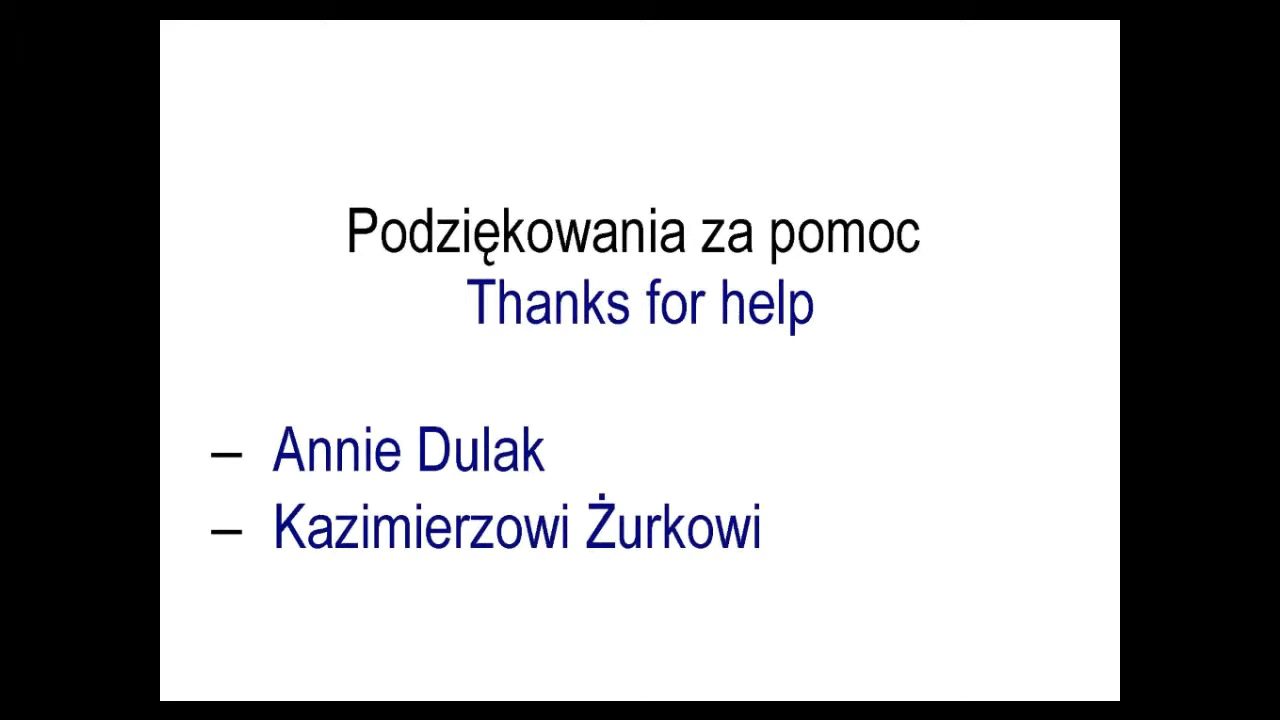 Podziękowania za pomoc
Thanks for help
– Annie Dulak
– Kazimierzowi Żurkowi